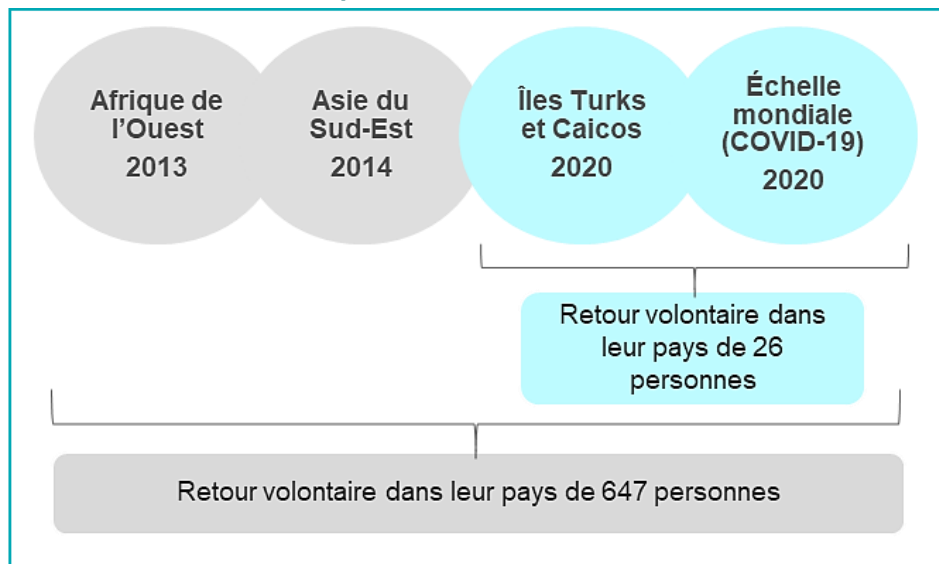 Afrique de
l’Ouest
2013
Asie du
Sud-Est
2014
Îles Turks
et Caicos
2020
Échelle
mondiale
(COVID-19)
2020
Retour volontaire dans
leur pays de 26
personnes
Retour volontaire dans leur pays de 647 personnes